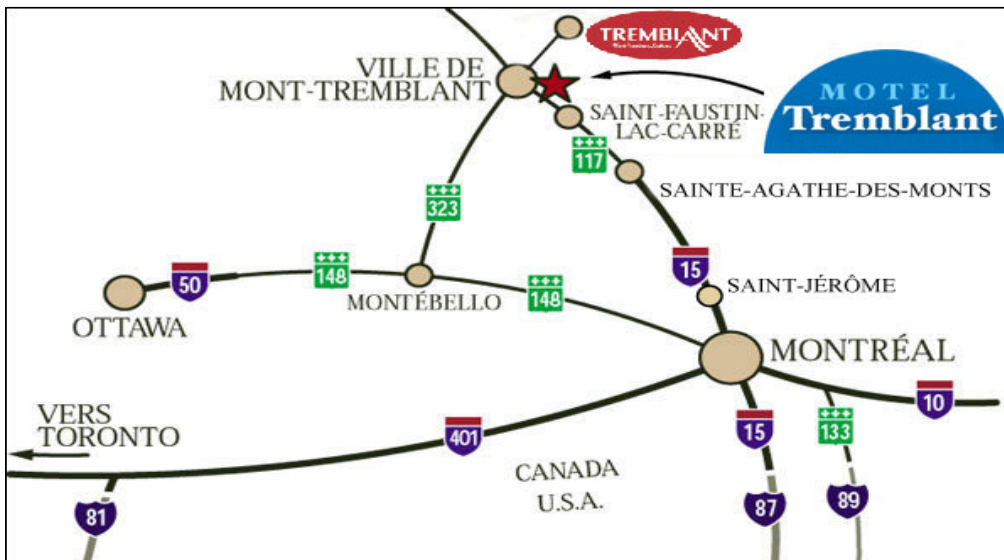 TREMBLANT
VILLE DE
MONT-TREMBLANT
MOTEL
Tremblant
SAINT-FAUSTIN-
LAC-CARRÉ
117
SAINTE-AGATHE-DES-MONTS
323
15
50
148
148
SAINT-JÉRÔME
MONTÉBELLO
OTTAWA
MONTRÉAL
10
VERS
TORONTO
401
15
133
CANADA
U.S.A.
81
87
89